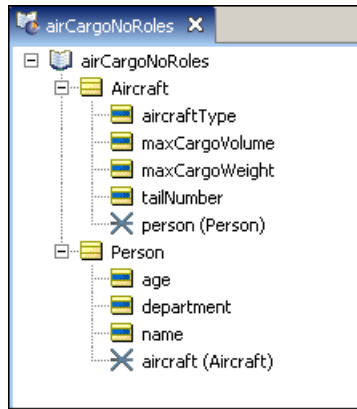 airCargoNoRoles
airCargoNoRoles
Aircraft
aircraftType
maxCargoVolume
maxCargoWeight
tailNumber
person (Person)
Person
age
department
name
aircraft (Aircraft)